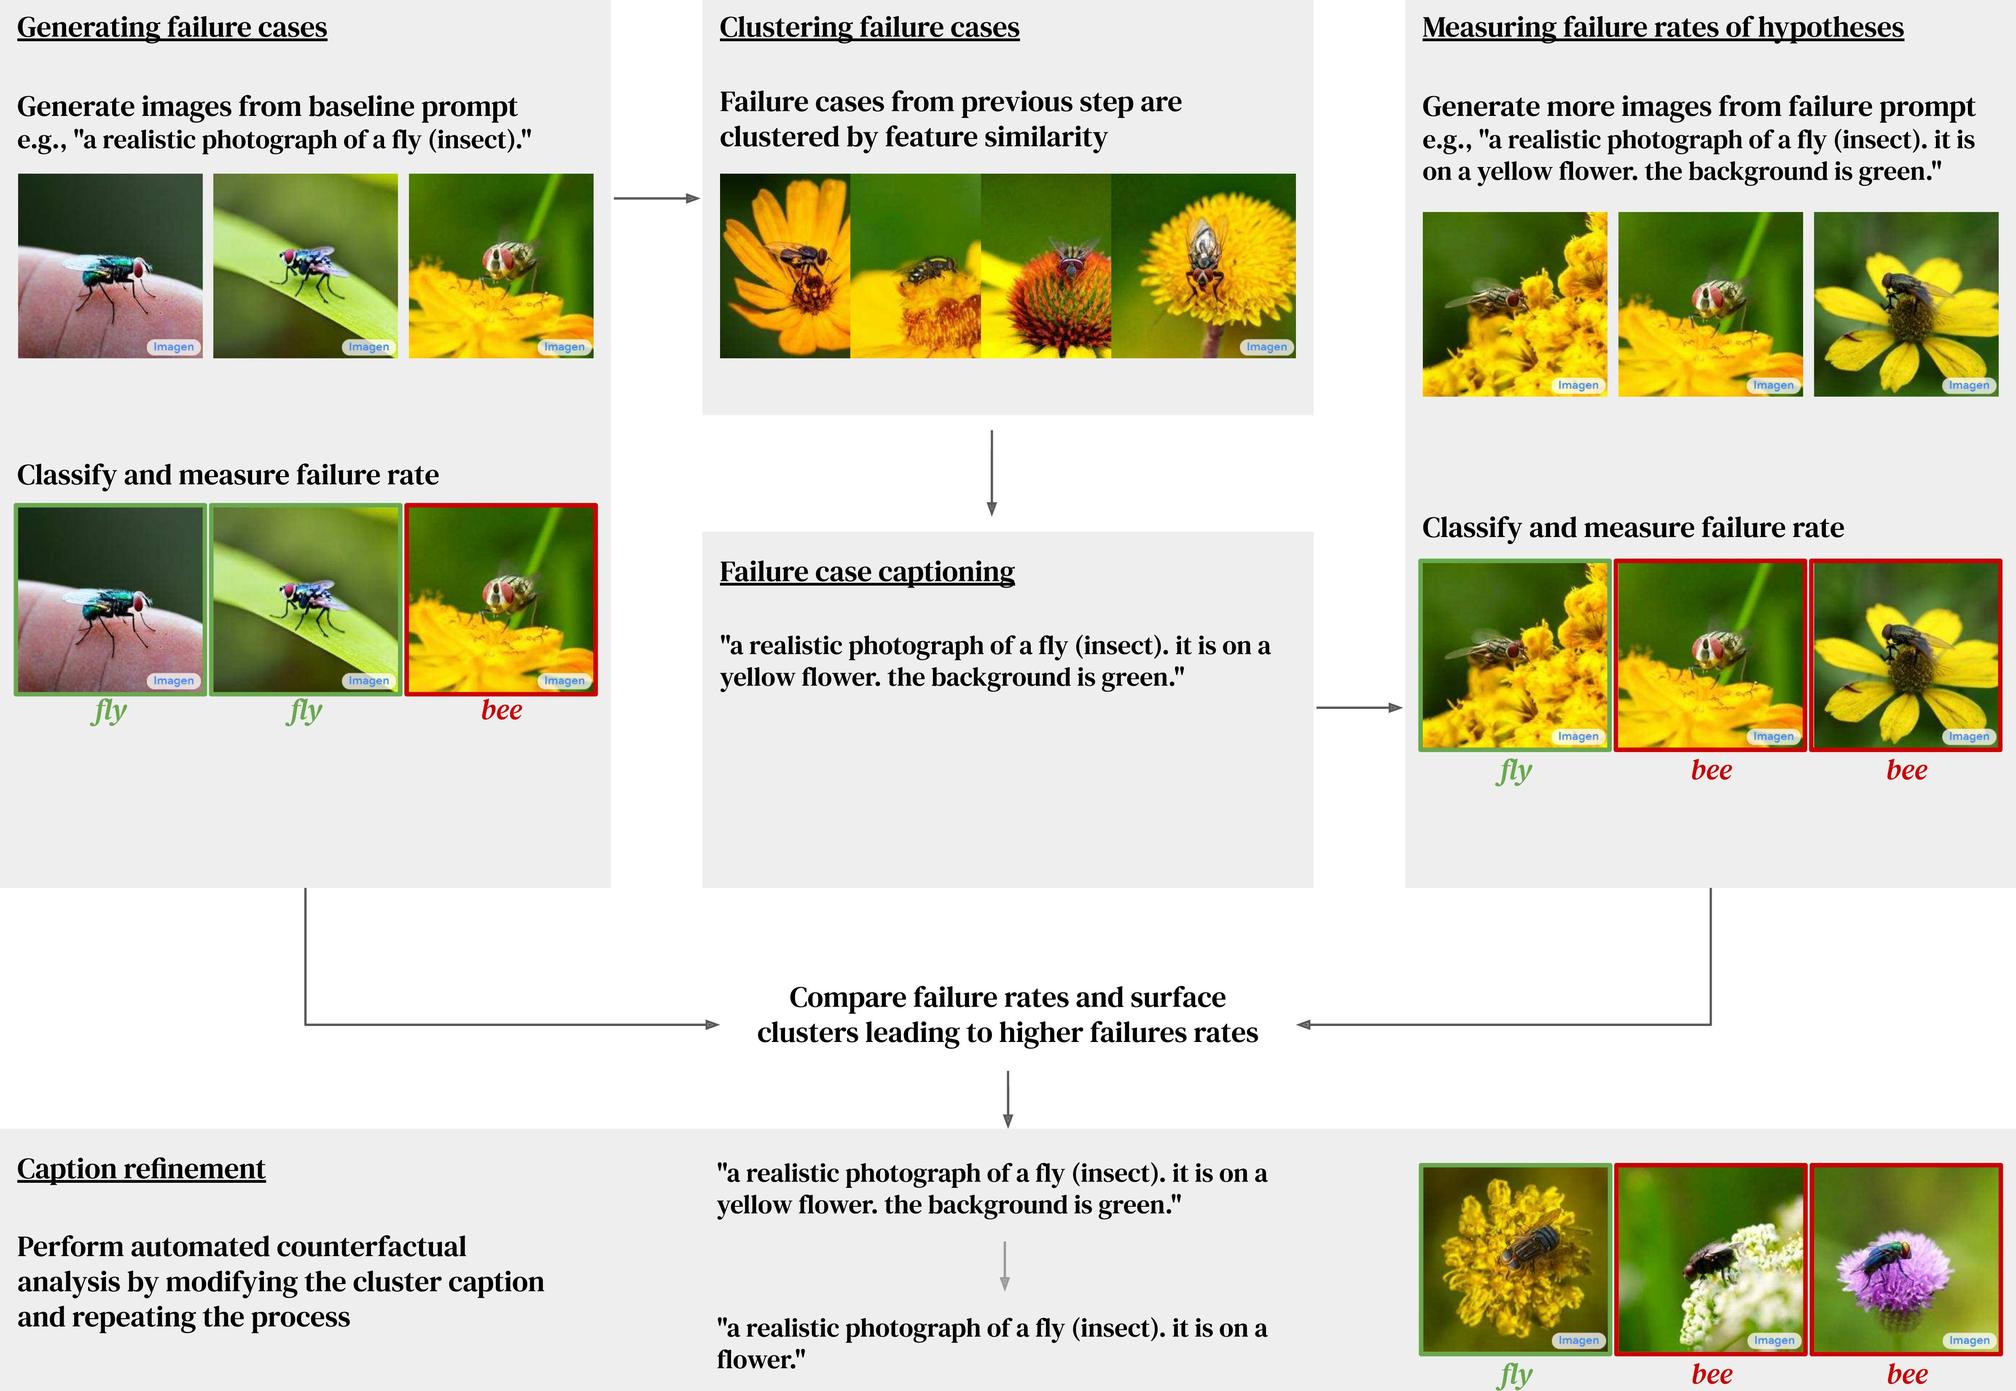 Generating failure cases
Generate images from baseline prompt
e.g., "a realistic photograph of a fly (insect)."
Imagen
Imagen
Imagen
Classify and measure failure rate
Imagen
Imagen
Imagen
fly
fly
bee
Clustering failure cases
Failure cases from previous step are
clustered by feature similarity
Imagen
Failure case captioning
"a realistic photograph of a fly (insect). it is on a
yellow flower. the background is green."
Measuring failure rates of hypotheses
Generate more images from failure prompt
e.g., "a realistic photograph of a fly (insect). it is
on a yellow flower. the background is green."
Imagen
Imagen
Imagen
Classify and measure failure rate
Imagen
Imagen
Imagen
fly
bee
bee
Compare failure rates and surface
clusters leading to higher failures rates
Caption refinement
Perform automated counterfactual
analysis by modifying the cluster caption
and repeating the process
"a realistic photograph of a fly (insect). it is on a
yellow flower. the background is green."
"a realistic photograph of a fly (insect). it is on a
flower."
Imagen
Imagen
Imagen
fly
bee
bee